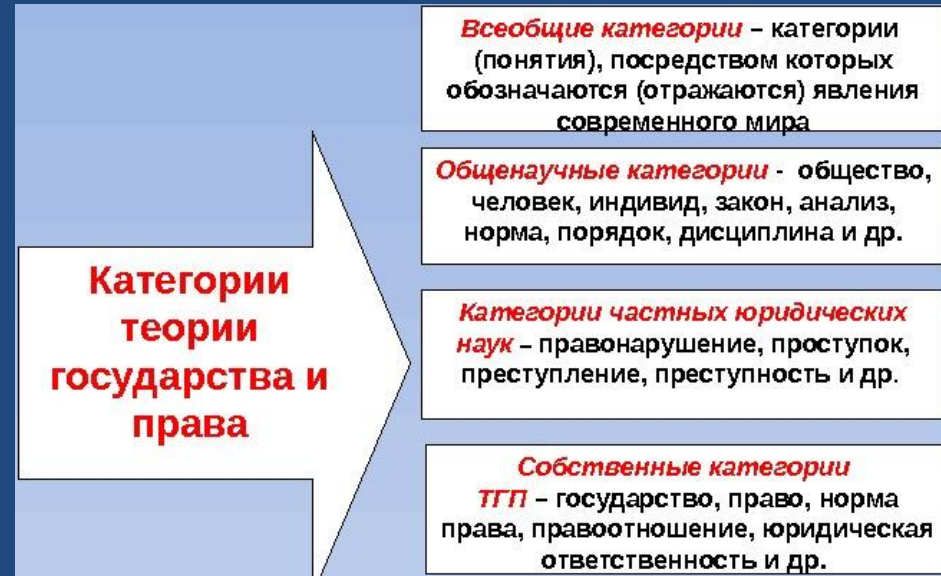 Категории
теории
государства и
права
Всеобщие категории – категории
(понятия), посредством которых
обозначаются (отражаются) явления
современного мира
Общенаучные категории - общество,
человек, индивид, закон, анализ,
норма, порядок, дисциплина и др.
Категории частных юридических
наук – правонарушение, проступок,
преступление, преступность и др.
Собственные категории
ТГП – государство, право, норма
права, правоотношение, юридическая
ответственность и др.